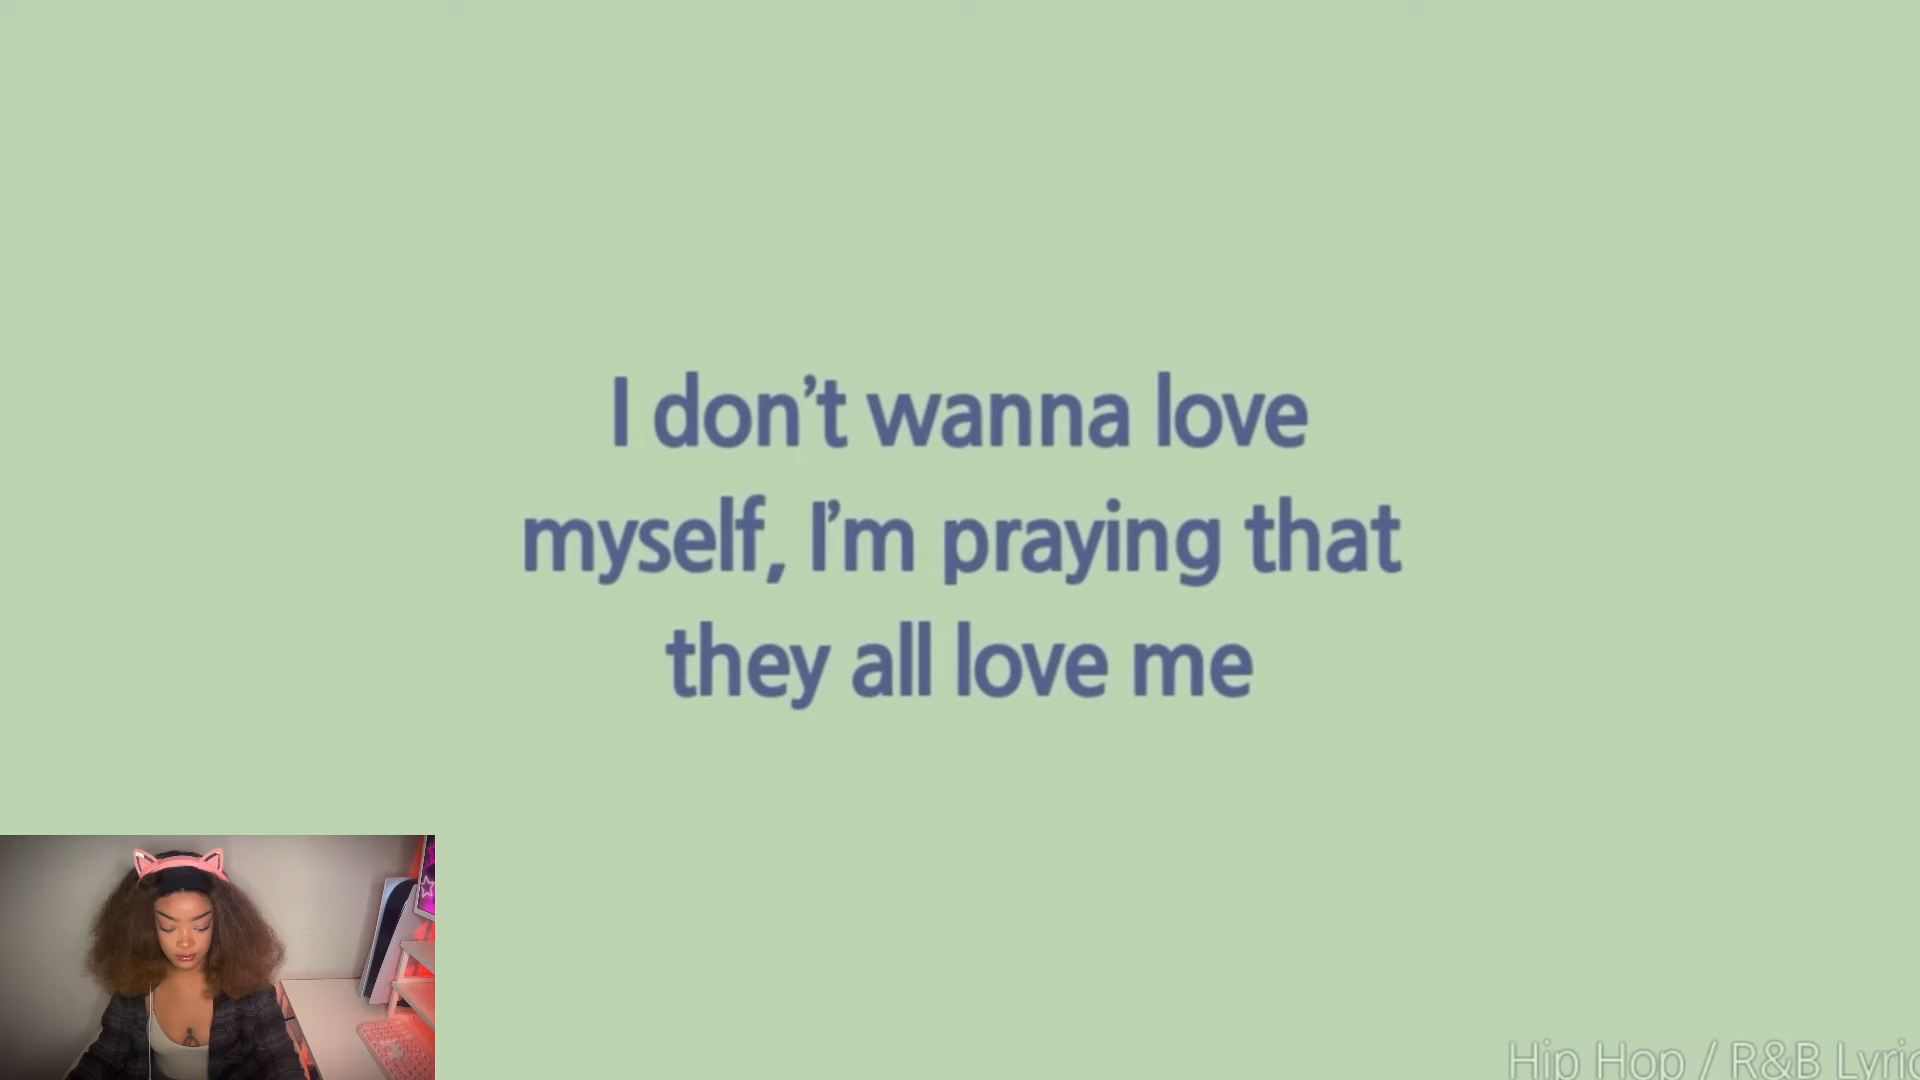 I don't wanna love
myself, I'm praying that
they all love me
Hip Hop / R&B Lyric